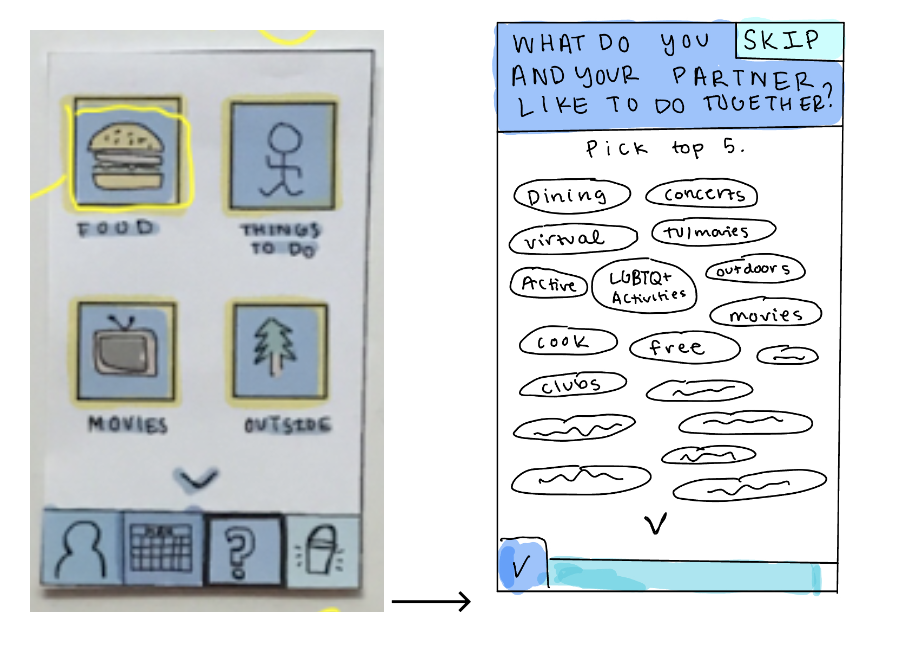 FOOD
THINGS
TO DO
MOVIES
OUTSIDE
?
WHAT DO YOU
SKIP
AND YOUR PARTNER
LIKE TO DO TOGETHER?
Pick top 5.
Dining
concerts
virtual
tv/movies
Active
LGBTQ+
Activities
outdoors
movies
cook
free
clubs